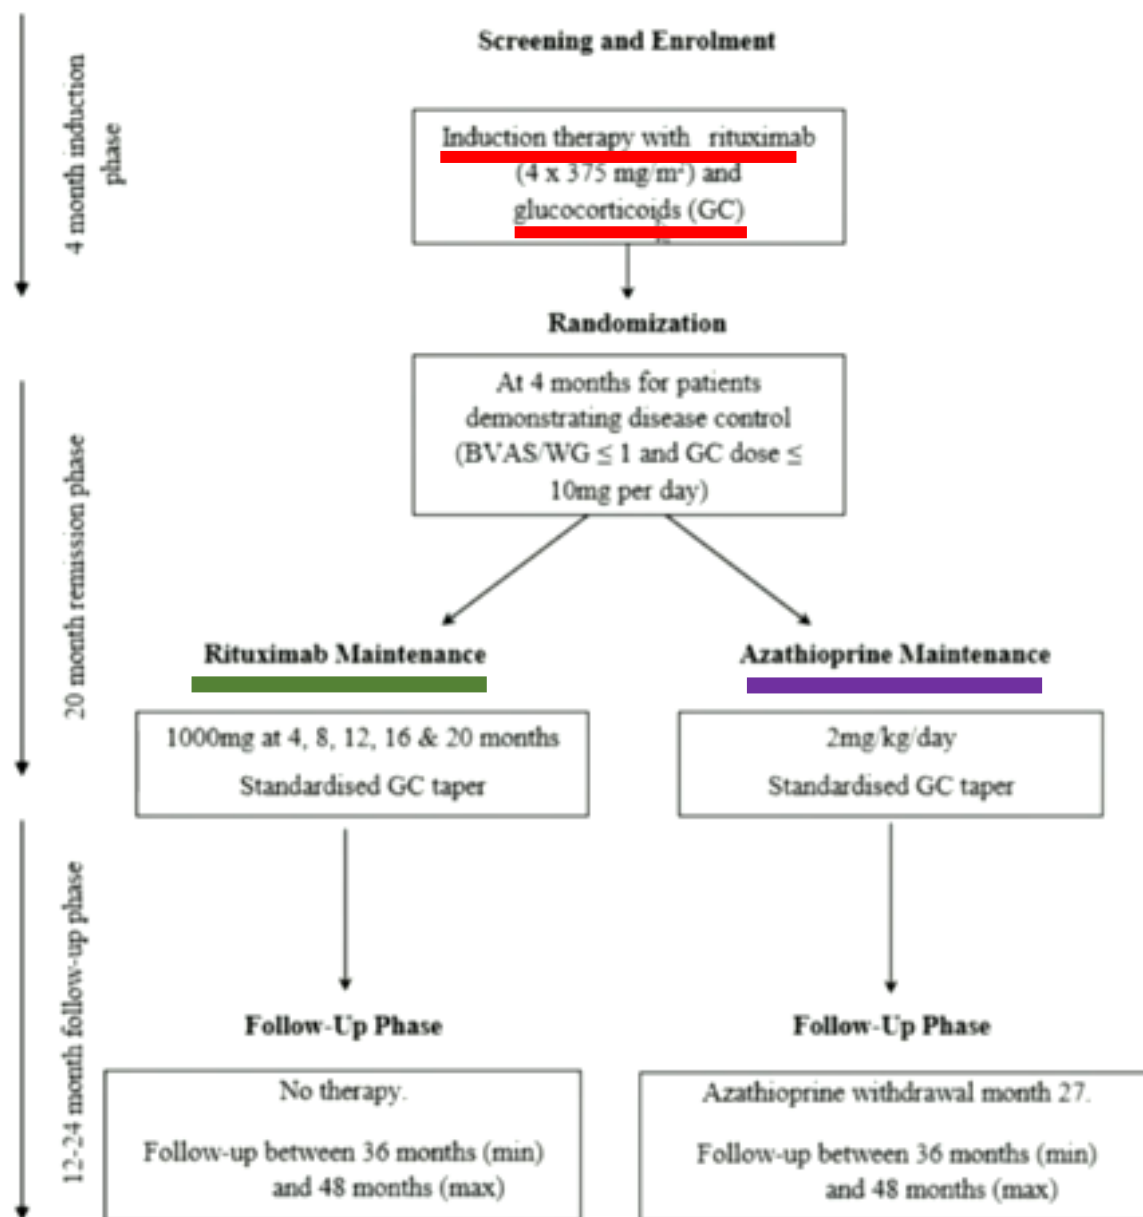 Screening and Enrolment
4 month induction
phase
Induction therapy with rituximab
(4 x 375 mg/m²) and
glucocorticoids (GC)
Randomization
At 4 months for patients
demonstrating disease control
(BVAS/WG ≤ 1 and GC dose ≤
10mg per day)
20 month remission phase
Rituximab Maintenance
1000mg at 4, 8, 12, 16 & 20 months
Standardised GC taper
Azathioprine Maintenance
2mg/kg/day
Standardised GC taper
12-24 month follow-up phase
Follow-Up Phase
No therapy.
Follow-up between 36 months (min)
and 48 months (max)
Follow-Up Phase
Azathioprine withdrawal month 27.
Follow-up between 36 months (min)
and 48 months (max)